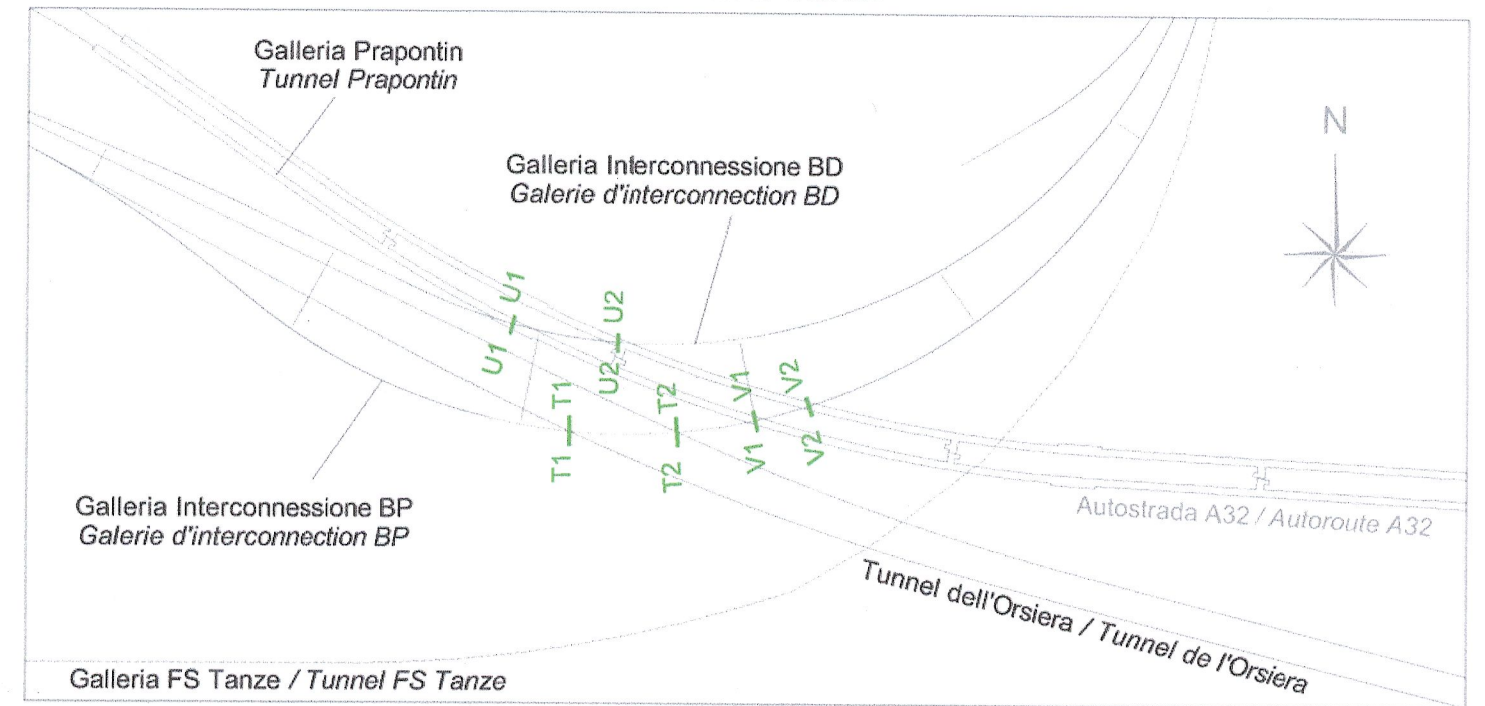 Galleria Prapontin
Tunnel Prapontin
N
Galleria Interconnessione BD
Galerie d'interconnection BD
U1
U1
U2
U2
T1
T1
T2
T2
V1
V1
V2
V2
Galleria Interconnessione BP
Galerie d'interconnection BP
Autostrada A32 / Autoroute A32
Tunnel dell'Orsiera / Tunnel de l'Orsiera
Galleria FS Tanze / Tunnel FS Tanze